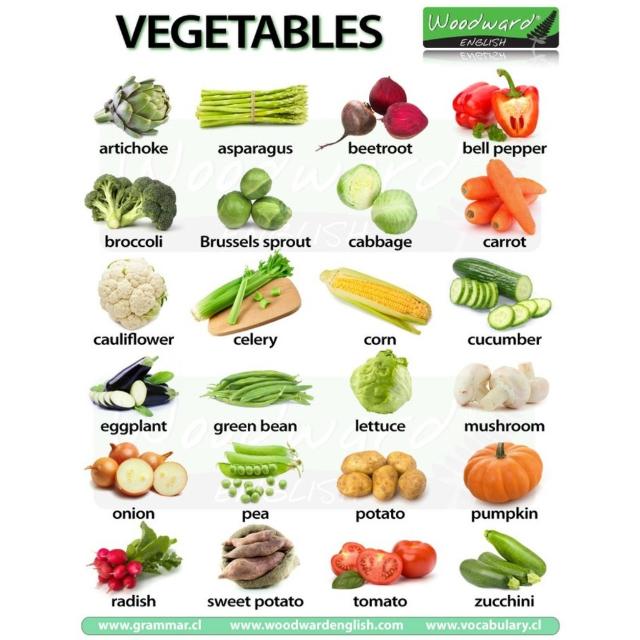 VEGETABLES
Woodward®
ENGLISH
artichoke asparagus beetroot bell pepper
broccoli Brussels sprout cabbage carrot
cauliflower celery corn cucumber
eggplant green bean lettuce mushroom
onion pea potato pumpkin
radish sweet potato tomato zucchini
www.grammar.cl www.woodwardenglish.com www.vocabulary.cl